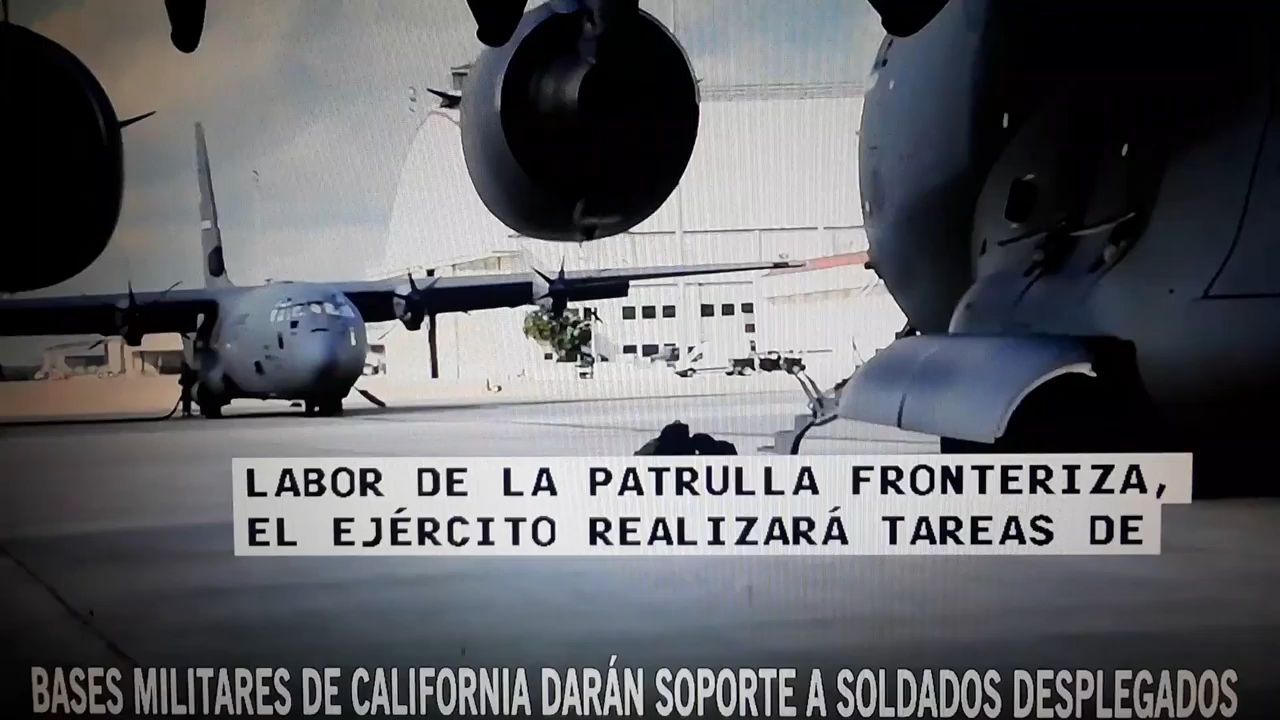 LABOR DE LA PATRULLA FRONTERIZA,
EL EJÉRCITO REALIZARÁ TAREAS DE
BASES MILITARES DE CALIFORNIA DARÁN SOPORTE A SOLDADOS DESPLEGADOS